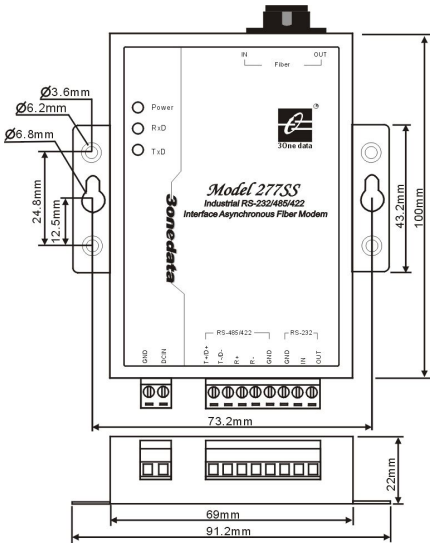 IN OUT
Fiber
Ø3.6mm
Ø6.2mm
Ø6.8mm
Power
RxD
TxD
3One data
Model 277SS
Industrial RS-232/485/422
Interface Asynchronous Fiber Modem
3onedata
24.8mm
12.5mm
43.2mm
100mm
RS-485/422 RS-232
GND DCIN T+D+ T-D- R+ R- GND GND IN OUT
73.2mm
22mm
69mm
91.2mm